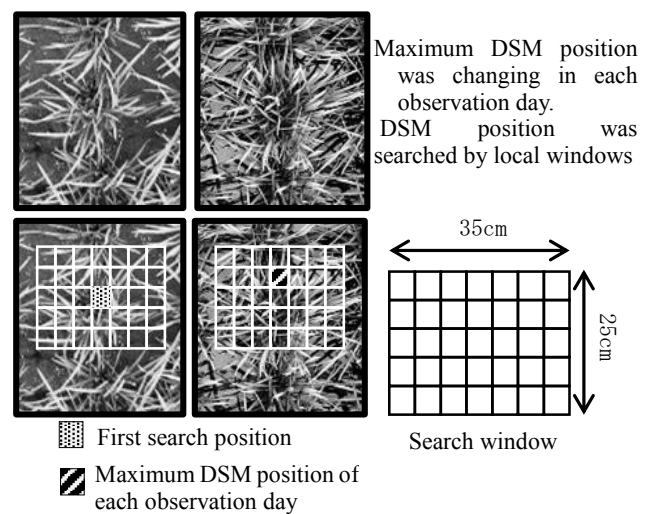 Maximum DSM position
was changing in each
observation day.
DSM position was
searched by local windows
35cm
25cm
First search position
Search window
Maximum DSM position of
each observation day